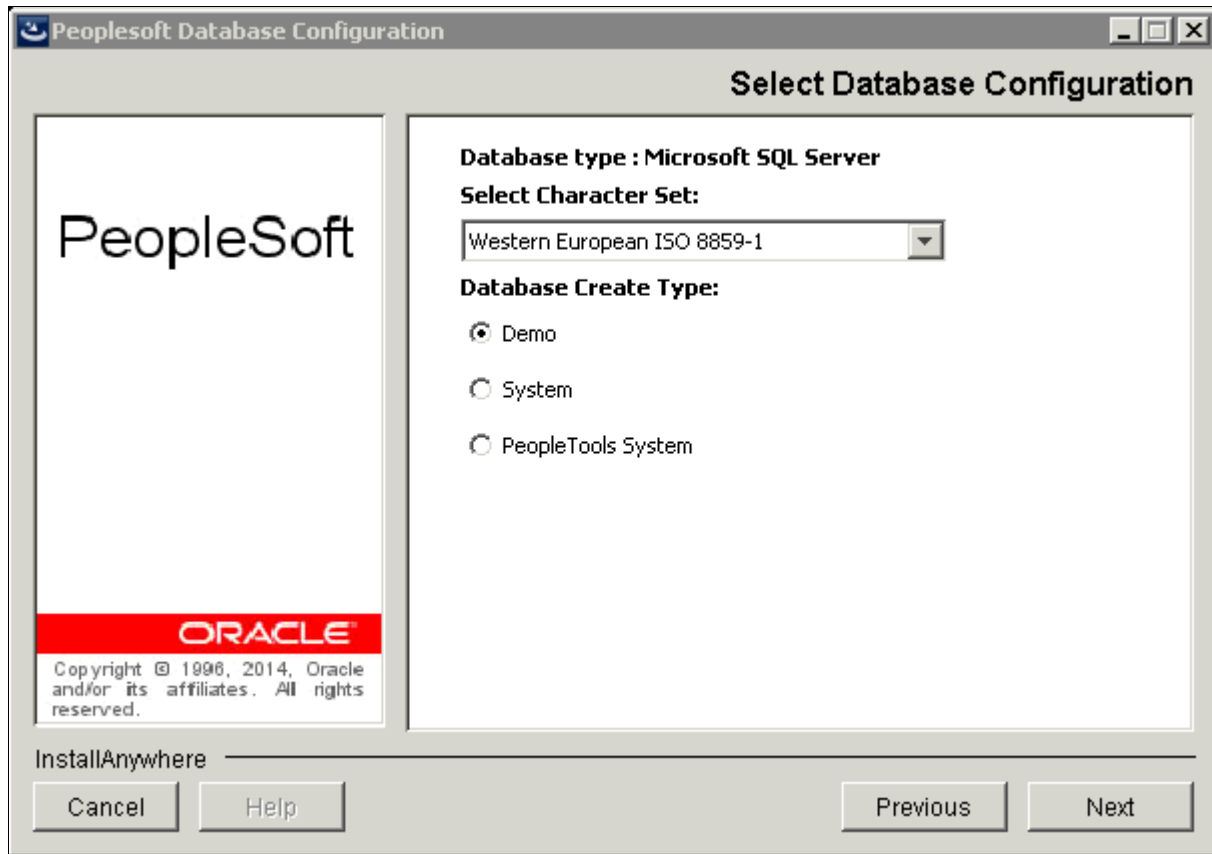 Peoplesoft Database Configuration
Select Database Configuration
PeopleSoft
ORACLE
Copyright © 1996, 2014, Oracle
and/or its affiliates. All rights
reserved.
Database type : Microsoft SQL Server
Select Character Set:
Western European ISO 8859-1
Database Create Type:
Demo
System
PeopleTools System
InstallAnywhere
Cancel
Help
Previous
Next